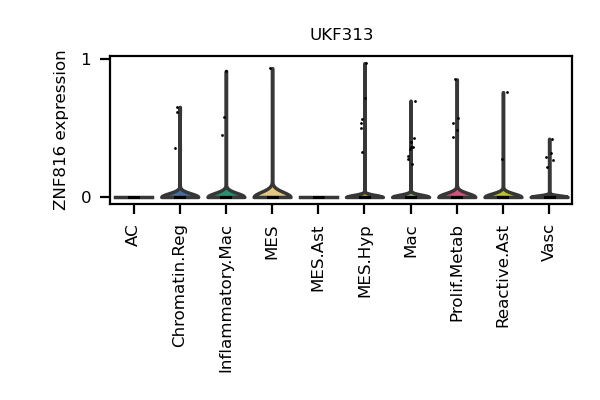 UKF313
ZNF816 expression
1
0
AC
Chromatin.Reg
Inflammatory.Mac
MES
MES.Ast
MES.Hyp
Mac
Prolif.Metab
Reactive.Ast
Vasc